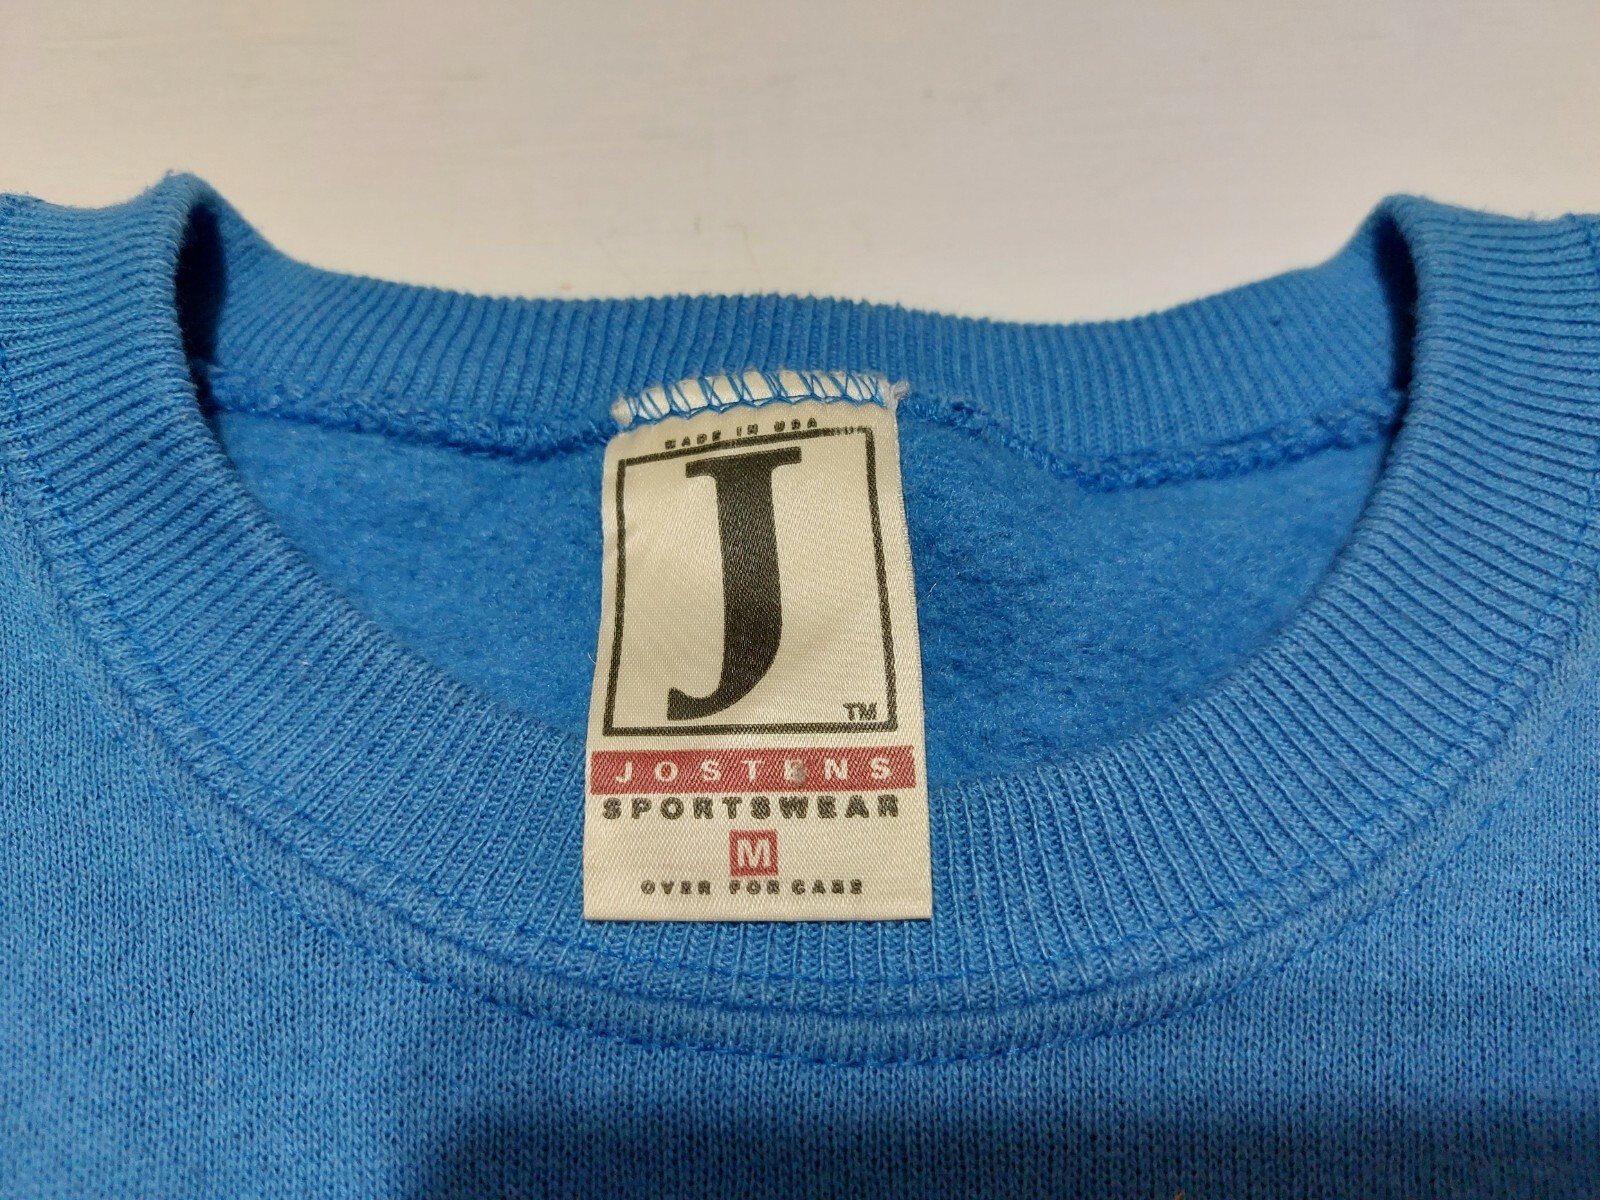 MADE IN USA
J
TM
JOSTENS
SPORTSWEAR
M
OVER FOR CARE